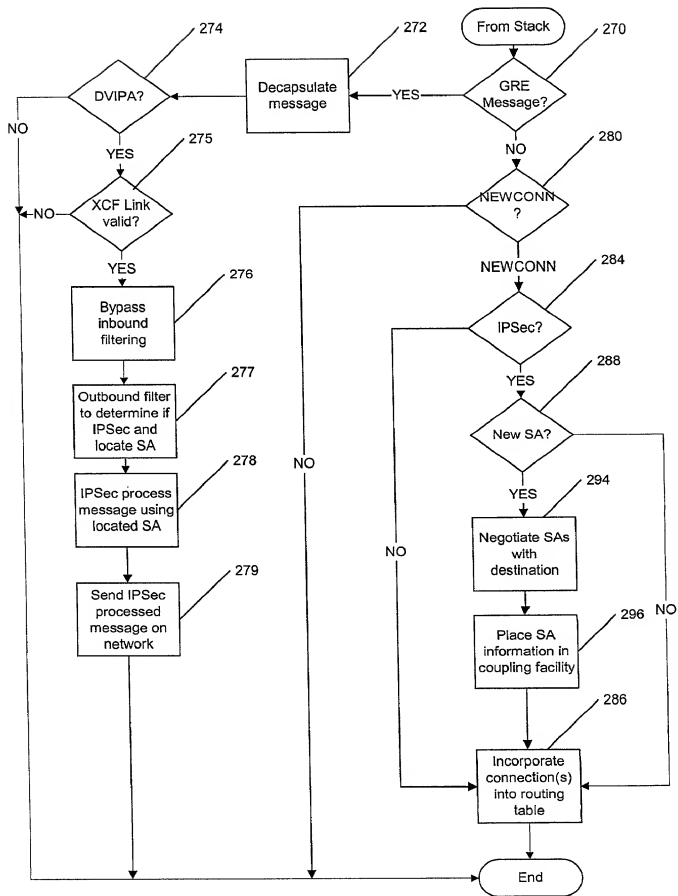 From Stack
274
272
270
DVIPA?
Decapsulate
message
YES
GRE
Message?
NO
YES
275
NO
280
XCF Link
valid?
NO
NEWCONN
?
YES
NEWCONN
276
284
Bypass
inbound
filtering
IPSec?
277
YES
288
Outbound filter
to determine if
IPSec and
locate SA
New SA?
278
NO
YES
294
IPSec process
message using
located SA
Negotiate SAs
with
destination
279
NO
NO
Send IPSec
processed
message on
network
296
Place SA
information in
coupling facility
286
Incorporate
connection(s)
into routing
table
End